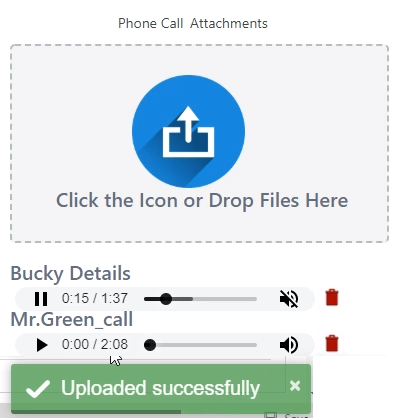 Phone Call Attachments
Click the Icon or Drop Files Here
Bucky Details
0:15 / 1:37
Mr.Green_call
0:00 / 2:08
Uploaded successfully ×